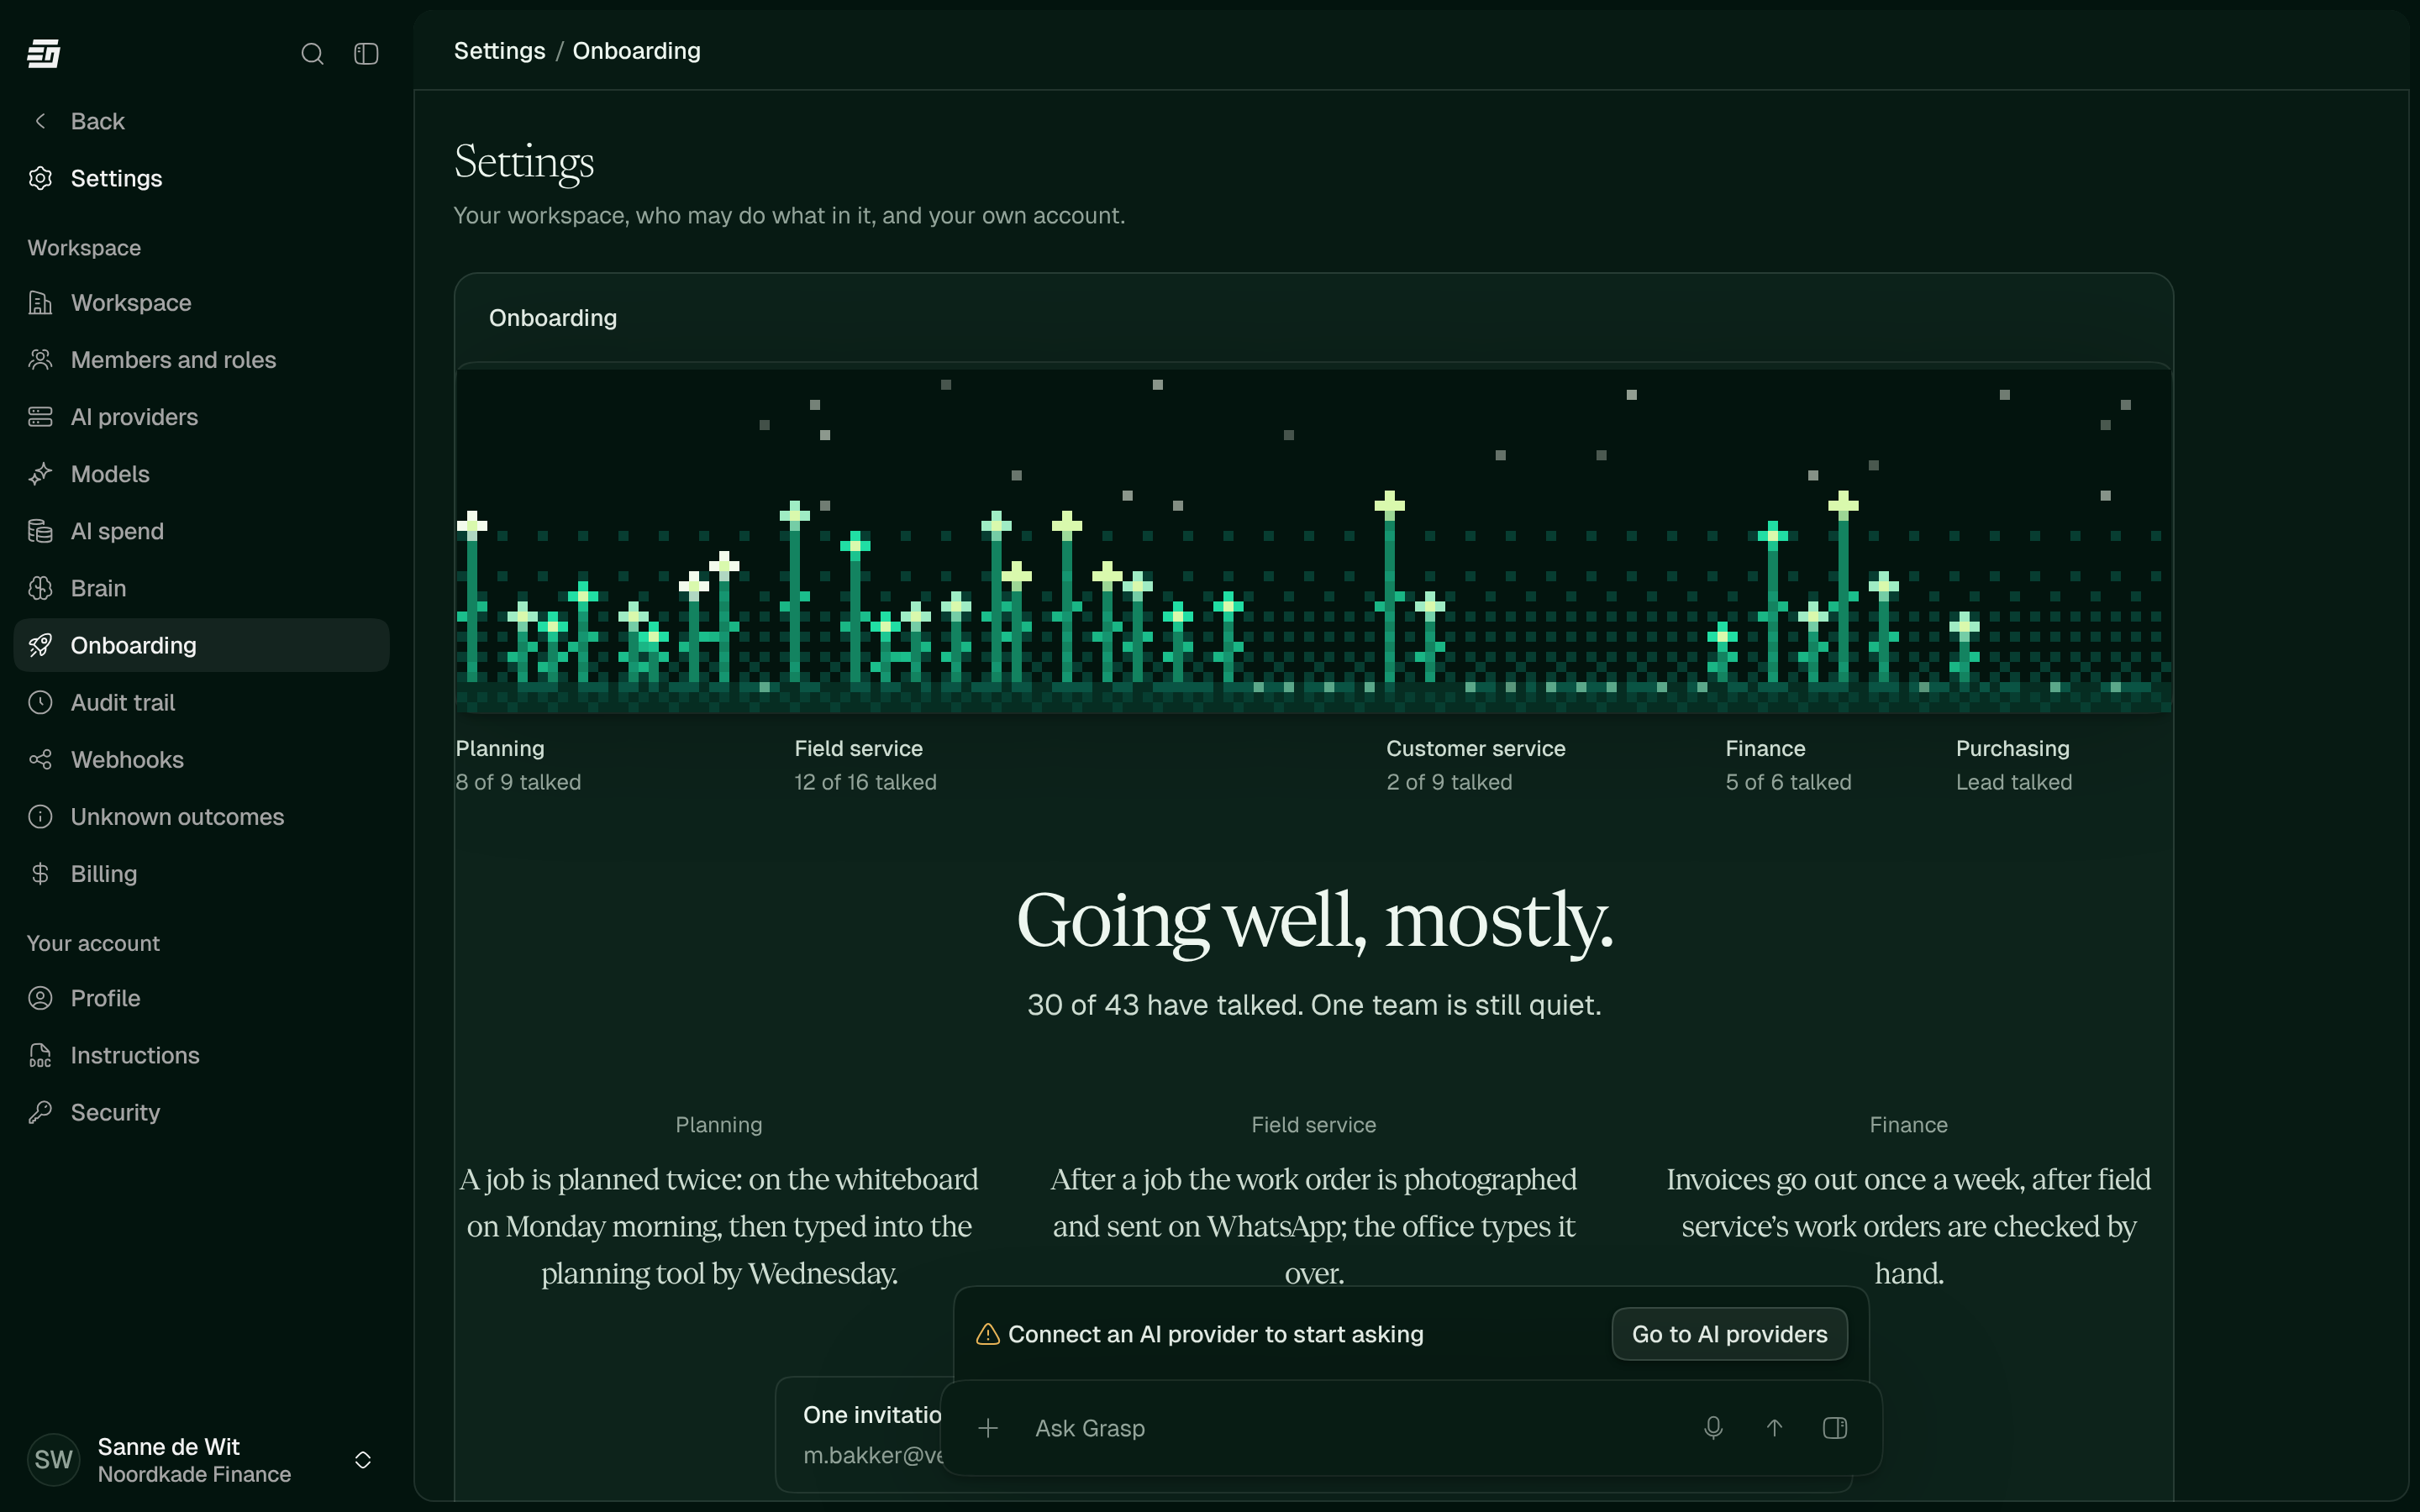 Settings / Onboarding
Back
Settings
Workspace
Workspace
Members and roles
AI providers
Models
AI spend
Brain
Onboarding
Audit trail
Webhooks
Unknown outcomes
Billing
Your account
Profile
Instructions
Security
SW
Sanne de Wit
Noordkade Finance
Settings
Your workspace, who may do what in it, and your own account.
Onboarding
Planning
8 of 9 talked
Field service
12 of 16 talked
Customer service
2 of 9 talked
Finance
5 of 6 talked
Purchasing
Lead talked
Going well, mostly.
30 of 43 have talked. One team is still quiet.
Planning
A job is planned twice: on the whiteboard
on Monday morning, then typed into the
planning tool by Wednesday.
Field service
After a job the work order is photographed
and sent on WhatsApp; the office types it
over.
Finance
Invoices go out once a week, after field
service’s work orders are checked by
hand.
Connect an AI provider to start asking
Go to AI providers
One
Ask Grasp